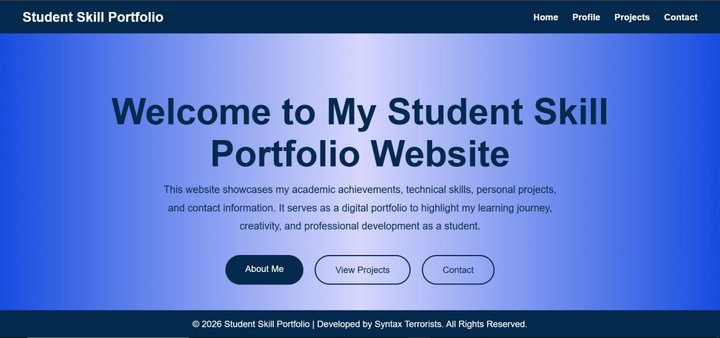 Student Skill Portfolio
Home Profile Projects Contact
Welcome to My Student Skill
Portfolio Website
This website showcases my academic achievements, technical skills, personal projects,
and contact information. It serves as a digital portfolio to highlight my learning journey,
creativity, and professional development as a student.
About Me View Projects Contact
© 2026 Student Skill Portfolio | Developed by Syntax Terrorists. All Rights Reserved.